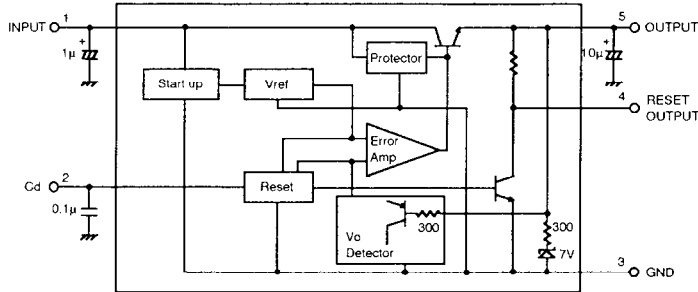 INPUT 1
1μ +
5 OUTPUT
+ 10μ
Protector
Start up
Vref
4 RESET OUTPUT
Error Amp
Cd 2
0.1μ
Reset
Vo Detector
300
300
7V
3 GND